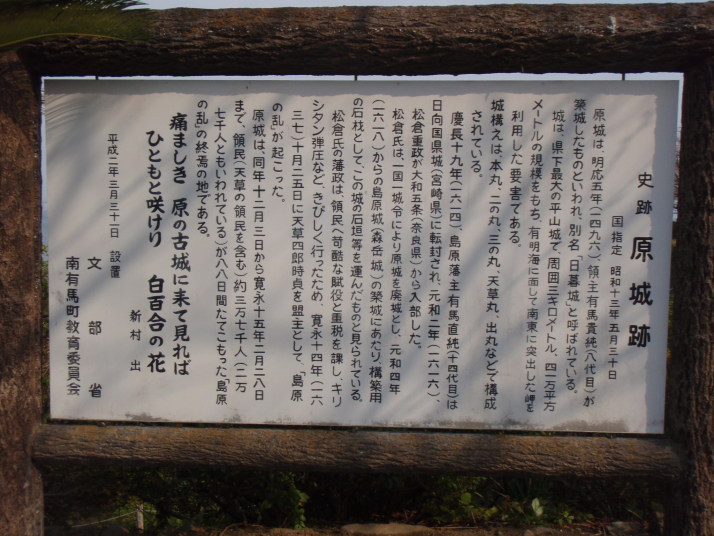 史跡 原城跡
国指定 昭和十三年五月三十日
原城は、明応五年(一四九六)、領主有馬貴純(八代目)が
築城したものといわれ、別名「日暮城」と呼ばれている。
城は、県下最大の平山城で、周囲三キロメートル、四一万平方
メートルの規模をもち、有明海に面して南東に突出した岬を
利用した要害である。
城構えは、本丸、二の丸、三の丸、天草丸、出丸などで構成
されている。
慶長十九年(一六一四)、島原藩主有馬直純(十四代目)は
日向国県城(宮崎県)に転封され、元和二年(一六一六)、
松倉重政が大和五条(奈良県)から入部した。
松倉氏は、一国一城令により原城を廃城とし、元和四年
(一六一八)からの島原城(森岳城)の築城にあたり、構築用
の石材として、この城の石垣等を運んだものと見られている。
松倉氏の藩政は、領民へ苛酷な賦役と重税を課し、キリ
シタン弾圧など、きびしく行ったため、寛永十四年(一六
三七)十月二五日に天草四郎時貞を盟主として、「島原
の乱」が起こった。
原城は、同年十二月三日から寛永十五年二月二八日
まで、領民(天草の領民を含む)約三万七千人(二万
七千人ともいわれている)が八八日間たてこもった「島原
の乱」の終焉の地である。
痛ましき 原の古城に来て見れば
ひともと咲けり 白百合の花
新村 出
平成二年三月三十一日 設置
文部省
南有馬町教育委員会